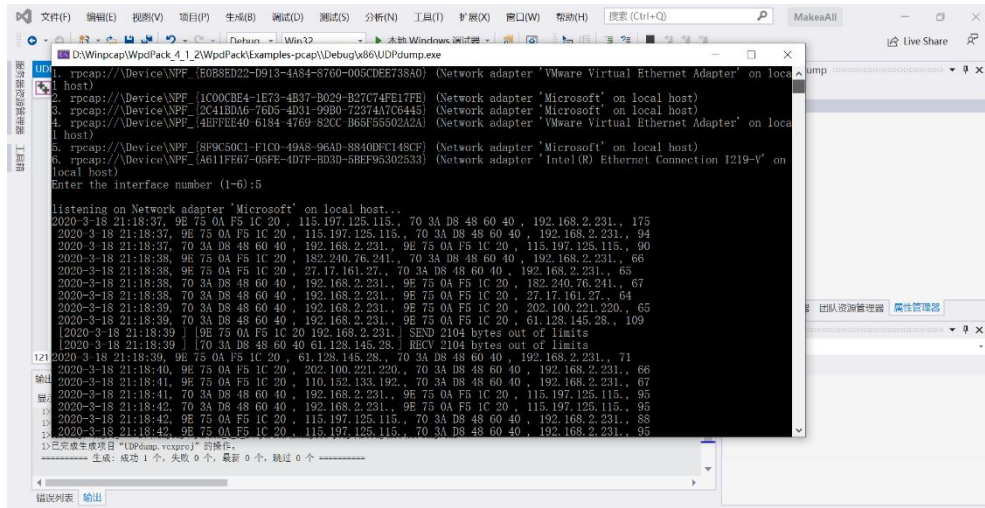 文件(F) 编辑(E) 视图(V) 项目(P) 生成(B) 调试(D) 测试(S) 分析(N) 工具(T) 扩展(X) 窗口(W) 帮助(H) 搜索 (Ctrl+Q) MakeaAll
Debug Win32 本地 Windows 调试器 Live Share
D:\Winpcap\WpdPack_4_1_2\WpdPack\Examples-pcap\\Debug\x86\UDPdump.exe
1. rpcap://\Device\NPF_{E0B8ED22-D913-4A84-8760-005CDEE738A0} (Network adapter 'VMware Virtual Ethernet Adapter' on loca
l host)
2. rpcap://\Device\NPF_{1C00CBE4-1E73-4B37-B029-B27C74FE17FE} (Network adapter 'Microsoft' on local host)
3. rpcap://\Device\NPF_{2C41BDA6-76D5-4D31-99B0-72374A7C6445} (Network adapter 'Microsoft' on local host)
4. rpcap://\Device\NPF_{4EFFEE40-6184-4769-82CC-B65F55502A2A} (Network adapter 'VMware Virtual Ethernet Adapter' on loca
l host)
5. rpcap://\Device\NPF_{8F9C50C1-F1C0-49A8-96AD-8840DFC148CF} (Network adapter 'Microsoft' on local host)
6. rpcap://\Device\NPF_{A611FE67-05FE-4D7F-BD3D-5BEF95302533} (Network adapter 'Intel(R) Ethernet Connection I219-V' on
local host)
Enter the interface number (1-6):5
listening on Network adapter 'Microsoft' on local host...
2020-3-18 21:18:37, 9E 75 0A F5 1C 20 , 115.197.125.115., 70 3A D8 48 60 40 , 192.168.2.231., 175
2020-3-18 21:18:37, 9E 75 0A F5 1C 20 , 115.197.125.115., 70 3A D8 48 60 40 , 192.168.2.231., 94
2020-3-18 21:18:37, 70 3A D8 48 60 40 , 192.168.2.231., 9E 75 0A F5 1C 20 , 115.197.125.115., 90
2020-3-18 21:18:38, 9E 75 0A F5 1C 20 , 182.240.76.241., 70 3A D8 48 60 40 , 192.168.2.231., 66
2020-3-18 21:18:38, 9E 75 0A F5 1C 20 , 27.17.161.27., 70 3A D8 48 60 40 , 192.168.2.231., 65
2020-3-18 21:18:38, 70 3A D8 48 60 40 , 192.168.2.231., 9E 75 0A F5 1C 20 , 182.240.76.241., 67
2020-3-18 21:18:38, 70 3A D8 48 60 40 , 192.168.2.231., 9E 75 0A F5 1C 20 , 27.17.161.27., 64
2020-3-18 21:18:39, 70 3A D8 48 60 40 , 192.168.2.231., 9E 75 0A F5 1C 20 , 202.100.221.220., 65
2020-3-18 21:18:39, 70 3A D8 48 60 40 , 192.168.2.231., 9E 75 0A F5 1C 20 , 61.128.145.28., 109
[2020-3-18 21:18:39 ] [9E 75 0A F5 1C 20 192.168.2.231.] SEND 2104 bytes out of limits
[2020-3-18 21:18:39 ] [70 3A D8 48 60 40 61.128.145.28.] RECV 2104 bytes out of limits
2020-3-18 21:18:39, 9E 75 0A F5 1C 20 , 61.128.145.28., 70 3A D8 48 60 40 , 192.168.2.231., 71
2020-3-18 21:18:40, 9E 75 0A F5 1C 20 , 202.100.221.220., 70 3A D8 48 60 40 , 192.168.2.231., 66
2020-3-18 21:18:41, 9E 75 0A F5 1C 20 , 110.152.133.192., 70 3A D8 48 60 40 , 192.168.2.231., 67
2020-3-18 21:18:41, 70 3A D8 48 60 40 , 192.168.2.231., 9E 75 0A F5 1C 20 , 115.197.125.115., 95
2020-3-18 21:18:42, 70 3A D8 48 60 40 , 192.168.2.231., 9E 75 0A F5 1C 20 , 115.197.125.115., 95
2020-3-18 21:18:42, 9E 75 0A F5 1C 20 , 115.197.125.115., 70 3A D8 48 60 40 , 192.168.2.231., 88
2020-3-18 21:18:42, 9E 75 0A F5 1C 20 , 115.197.125.115., 70 3A D8 48 60 40 , 192.168.2.231., 95
服务器资源管理器
工具箱
团队资源管理器 属性管理器
1>已完成生成项目 "UDPdump.vcxproj" 的操作。
========== 生成: 成功 1 个，失败 0 个，最新 0 个，跳过 0 个 ==========
错误列表 输出